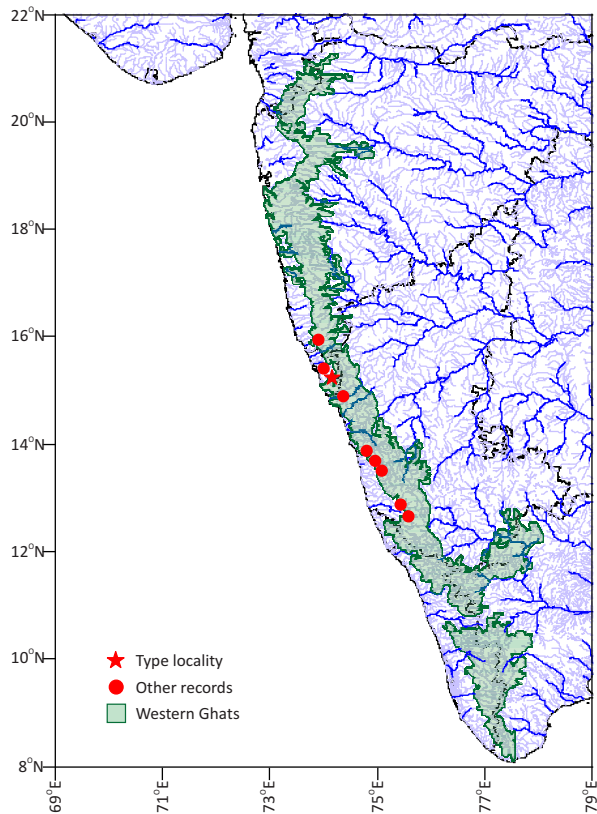 22°N
20°N
18°N
16°N
14°N
12°N
10°N
8°N
Type locality
Other records
Western Ghats
69°E
71°E
73°E
75°E
77°E
79°E